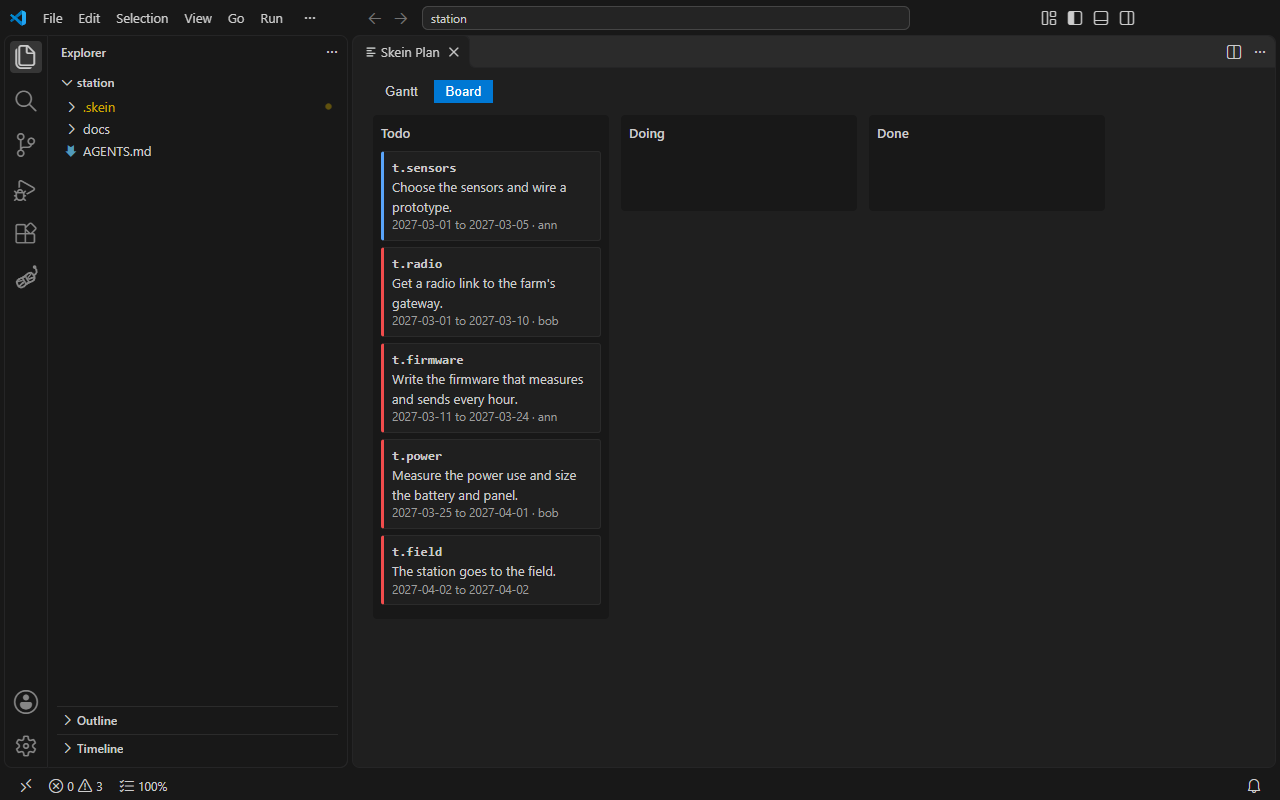 File Edit Selection View Go Run ···
station
Explorer ···
Skein Plan
···
station
.skein
docs
AGENTS.md
Gantt Board
Todo
t.sensors
Choose the sensors and wire a
prototype.
2027-03-01 to 2027-03-05 · ann
t.radio
Get a radio link to the farm's
gateway.
2027-03-01 to 2027-03-10 · bob
t.firmware
Write the firmware that measures
and sends every hour.
2027-03-11 to 2027-03-24 · ann
t.power
Measure the power use and size
the battery and panel.
2027-03-25 to 2027-04-01 · bob
t.field
The station goes to the field.
2027-04-02 to 2027-04-02
Doing
Done
Outline
Timeline
0 3 100%